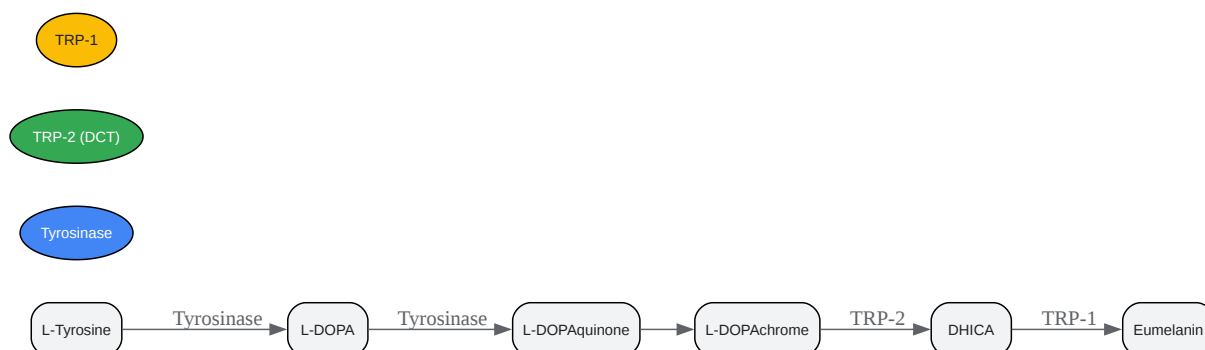 TRP-1
TRP-2 (DCT)
Tyrosinase
L-Tyrosine
Tyrosinase
L-DOPA
Tyrosinase
L-DOPAquinone
L-DOPAchrome
TRP-2
DHICA
TRP-1
Eumelanin